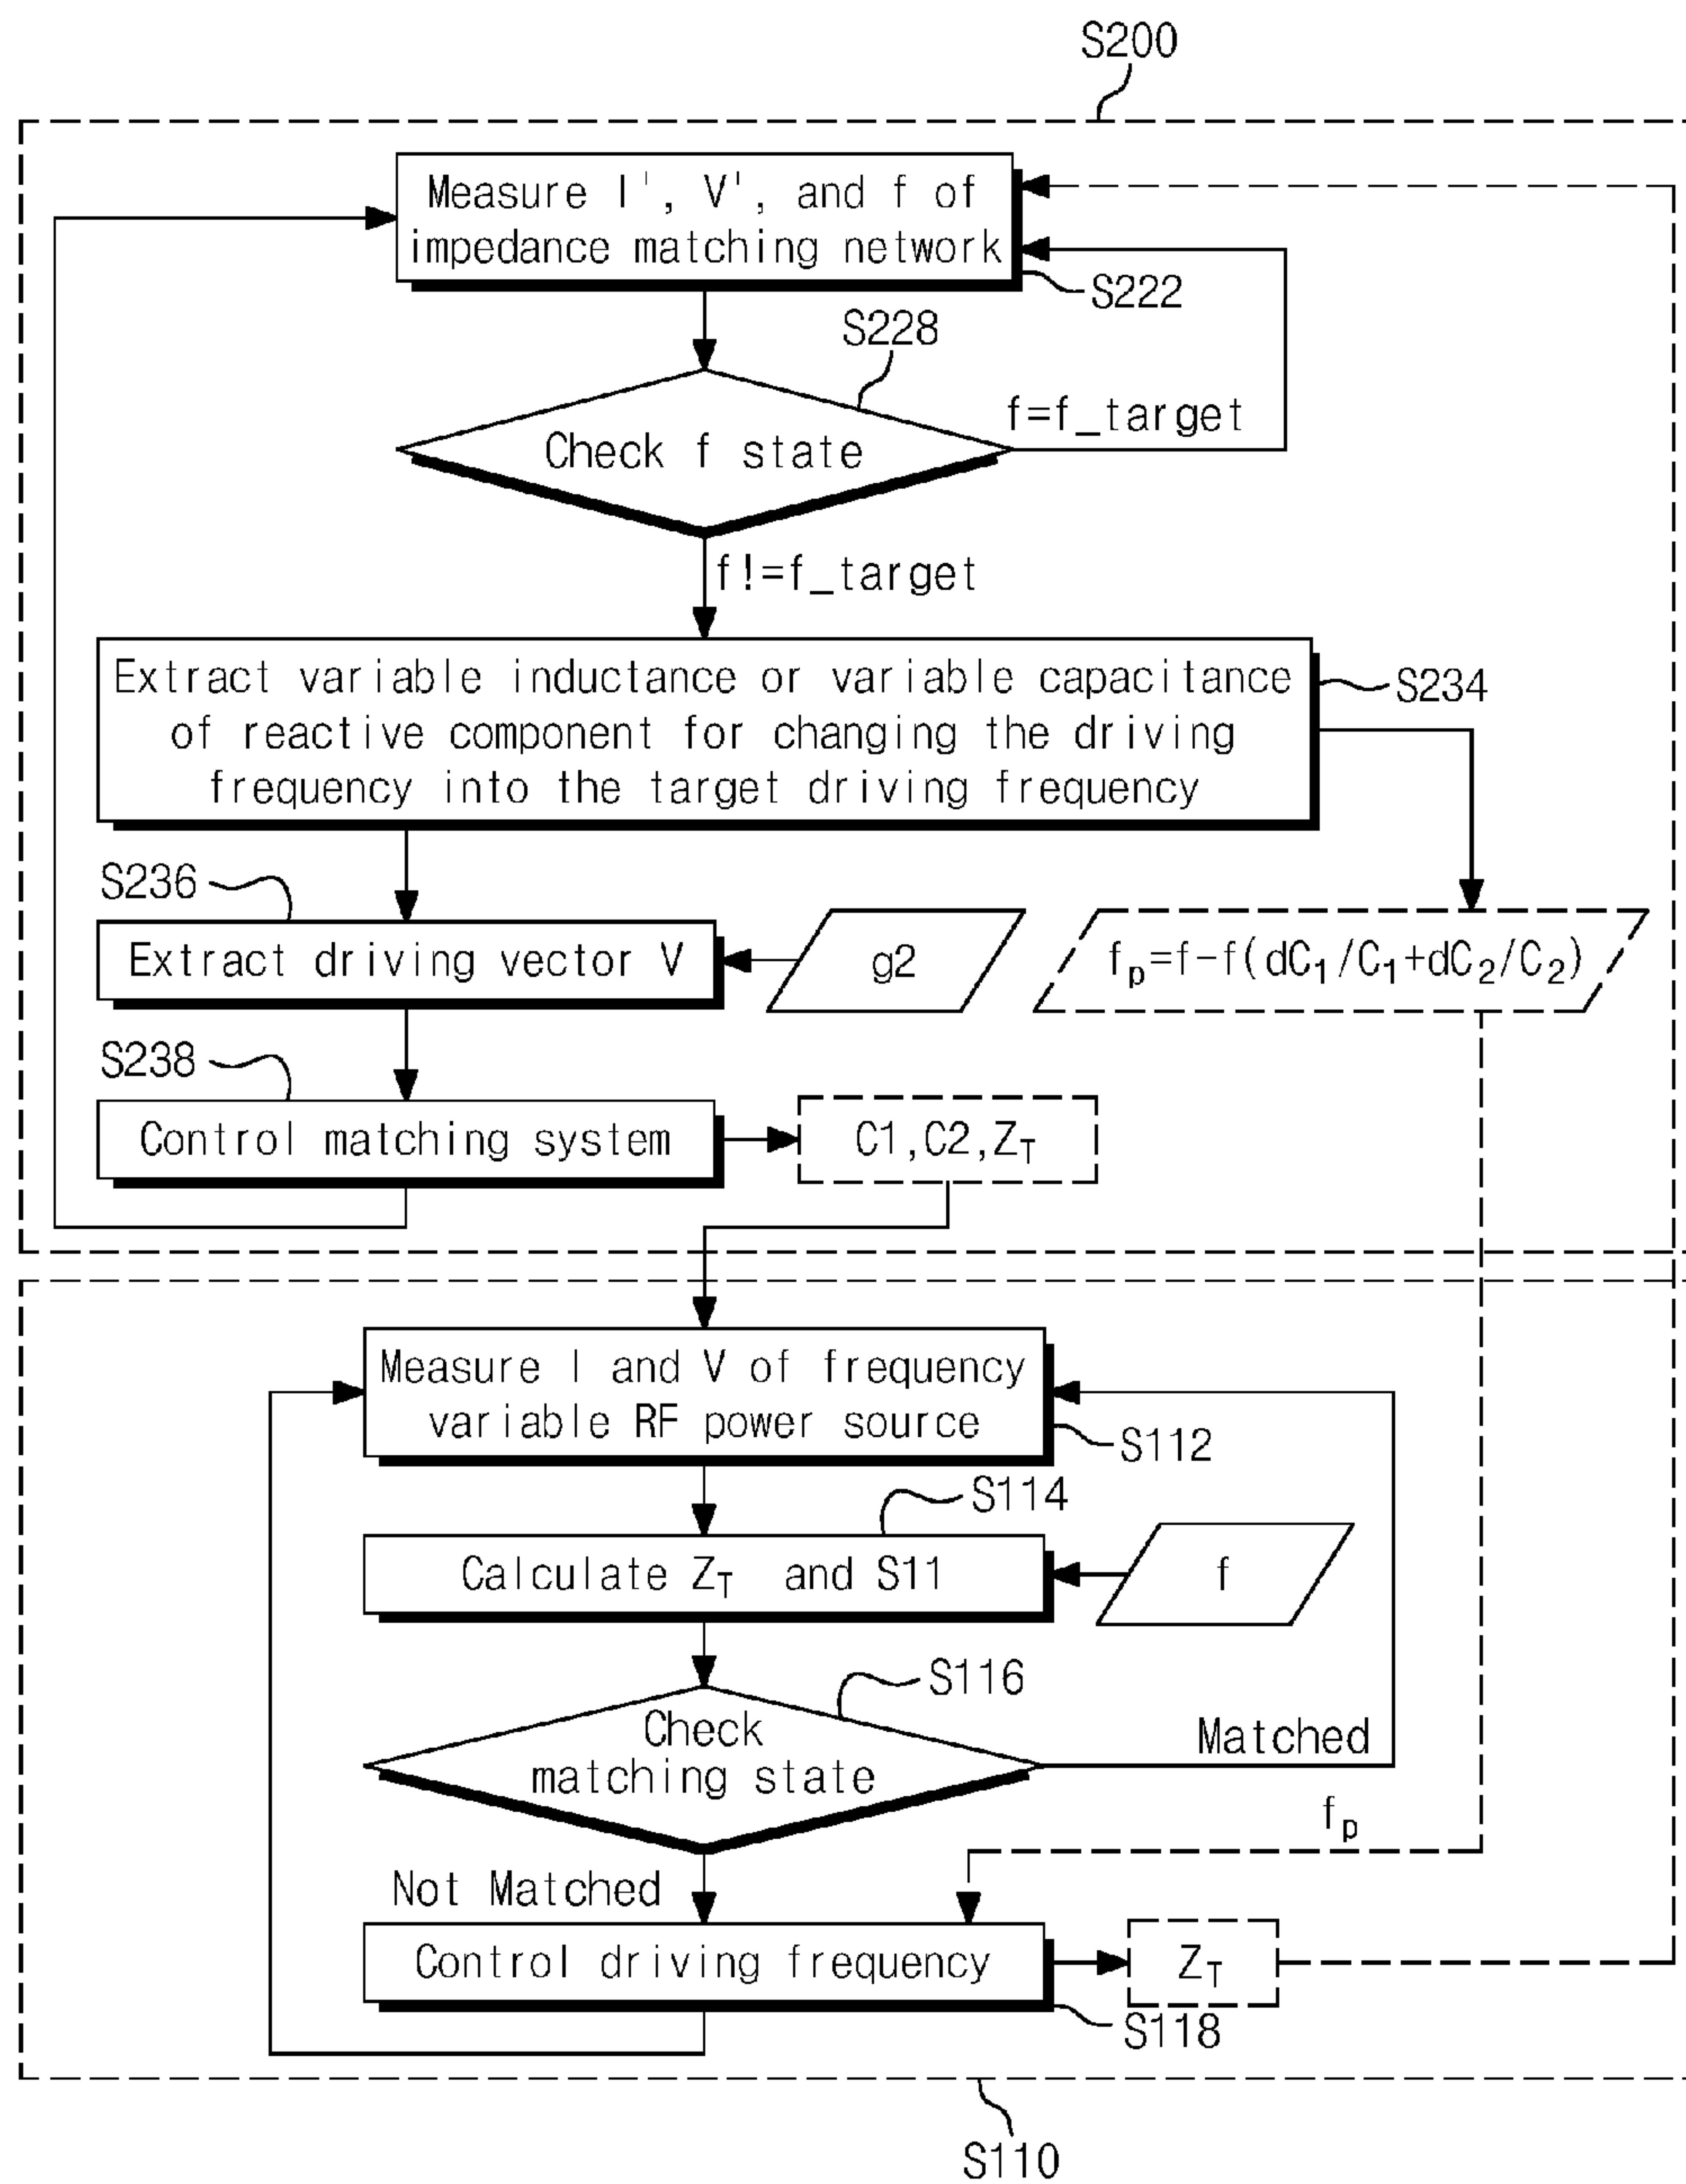 S200
Measure I', V', and f of
impedance matching network
S222
S228
f=f_target
Check f state
f!=f_target
Extract variable inductance or variable capacitance
of reactive component for changing the driving
frequency into the target driving frequency
S234
S236
Extract driving vector V
g2
fₚ=f-f(dC₁/C₁+dC₂/C₂)
S238
Control matching system
C1,C2,Z_T
Measure I and V of frequency
variable RF power source
S112
S114
Calculate Z_T and S11
f
S116
Check
matching state
Matched
fₚ
Not Matched
Control driving frequency
Z_T
S118
S110